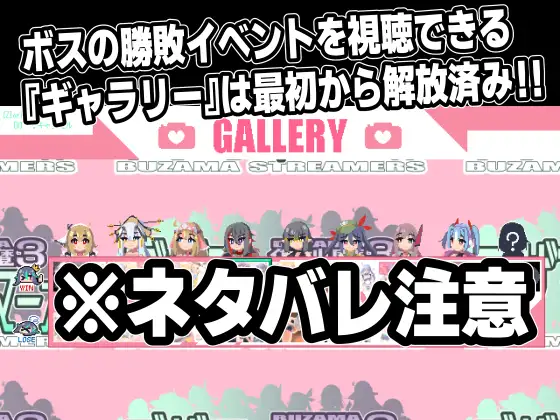 ボスの勝敗イベントを視聴できる
『ギャラリー』は最初から解放済み!!
GALLERY
BUZAMA STREAMERS
※ネタバレ注意
WIN
LOSE
?